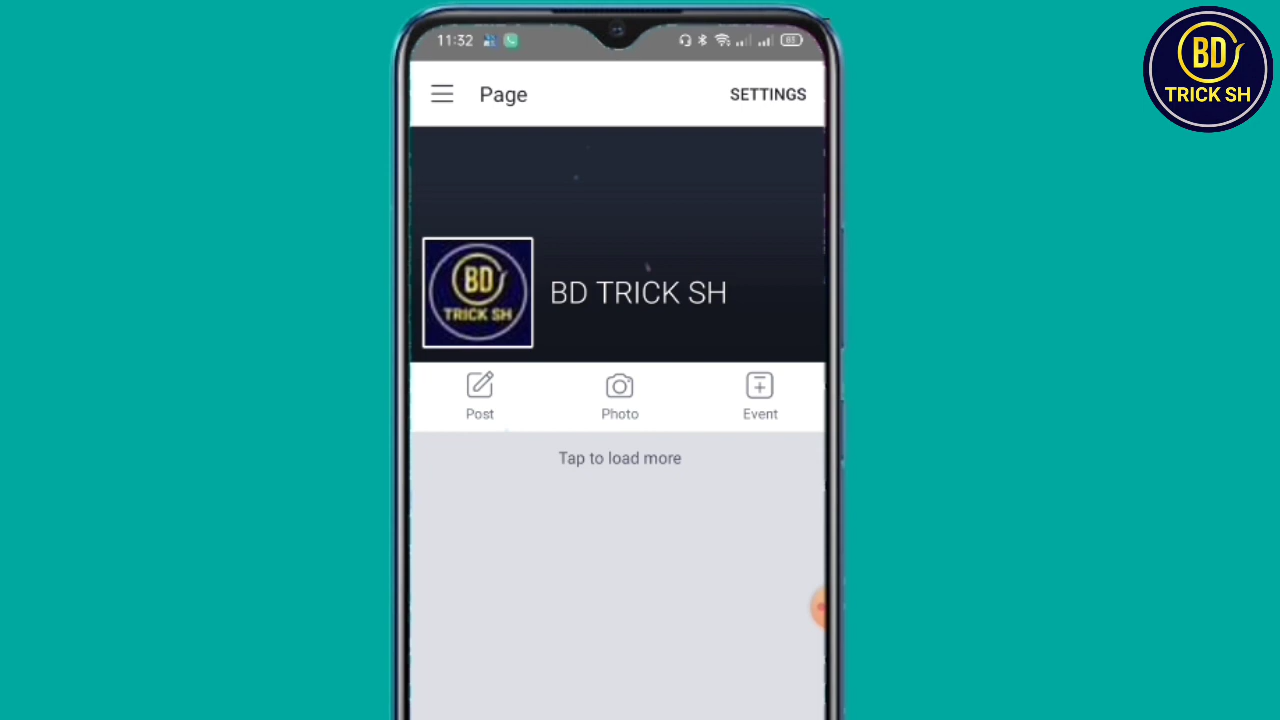 11:32
85
BD
TRICK SH
Page
SETTINGS
BD
TRICK SH
BD TRICK SH
Post
Photo
Event
Tap to load more